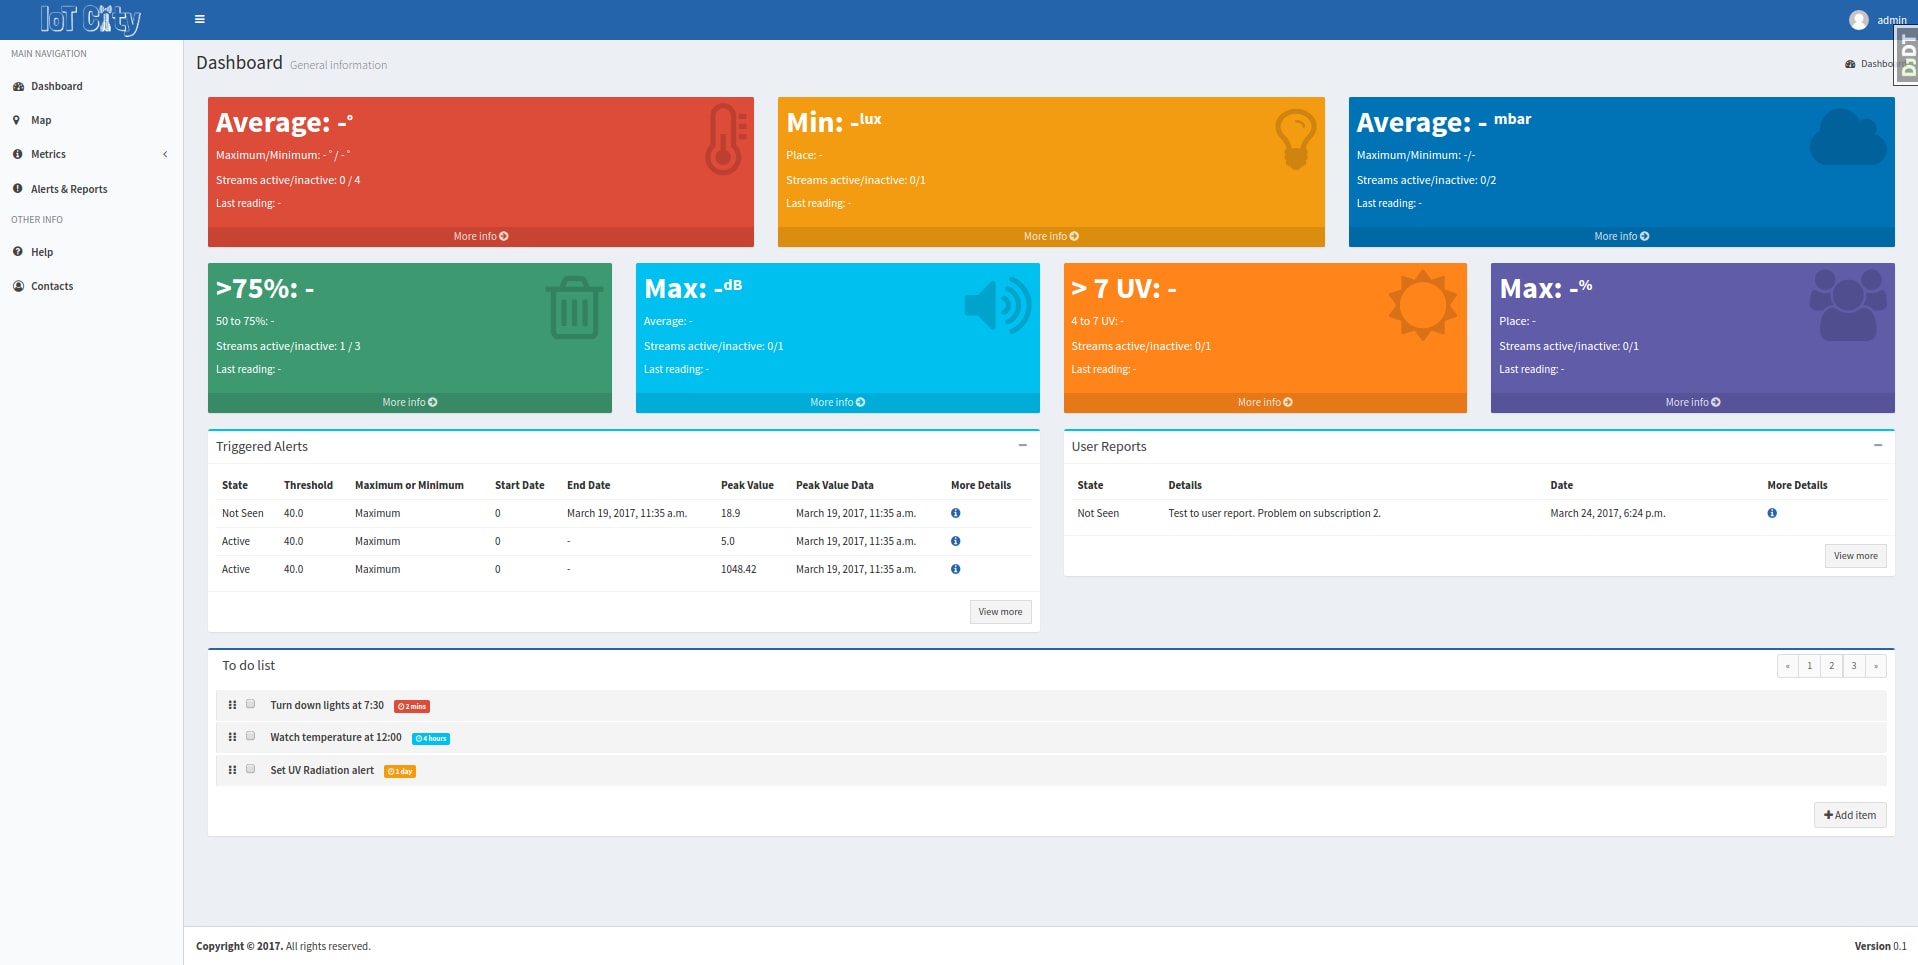 IoT City
admin
MAIN NAVIGATION
Dashboard
Map
Metrics
Alerts & Reports
OTHER INFO
Help
Contacts
Dashboard General information
Dashbo
DjDT
Average: -°
Maximum/Minimum: - ° / - °
Streams active/inactive: 0 / 4
Last reading: -
More info
Min: -lux
Place: -
Streams active/inactive: 0/1
Last reading: -
More info
Average: - mbar
Maximum/Minimum: -/-
Streams active/inactive: 0/2
Last reading: -
More info
>75%: -
50 to 75%: -
Streams active/inactive: 1 / 3
Last reading: -
More info
Max: -dB
Average: -
Streams active/inactive: 0/1
Last reading: -
More info
> 7 UV: -
4 to 7 UV: -
Streams active/inactive: 0/1
Last reading: -
More info
Max: -%
Place: -
Streams active/inactive: 0/1
Last reading: -
More info
Triggered Alerts
State Threshold Maximum or Minimum Start Date End Date Peak Value Peak Value Data More Details
Not Seen 40.0 Maximum 0 March 19, 2017, 11:35 a.m. 18.9 March 19, 2017, 11:35 a.m.
Active 40.0 Maximum 0 - 5.0 March 19, 2017, 11:35 a.m.
Active 40.0 Maximum 0 - 1048.42 March 19, 2017, 11:35 a.m.
View more
User Reports
State Details Date More Details
Not Seen Test to user report. Problem on subscription 2. March 24, 2017, 6:24 p.m.
View more
To do list
« 1 2 3 »
Turn down lights at 7:30 2 mins
Watch temperature at 12:00 4 hours
Set UV Radiation alert 1 day
Add item
Copyright © 2017. All rights reserved.
Version 0.1